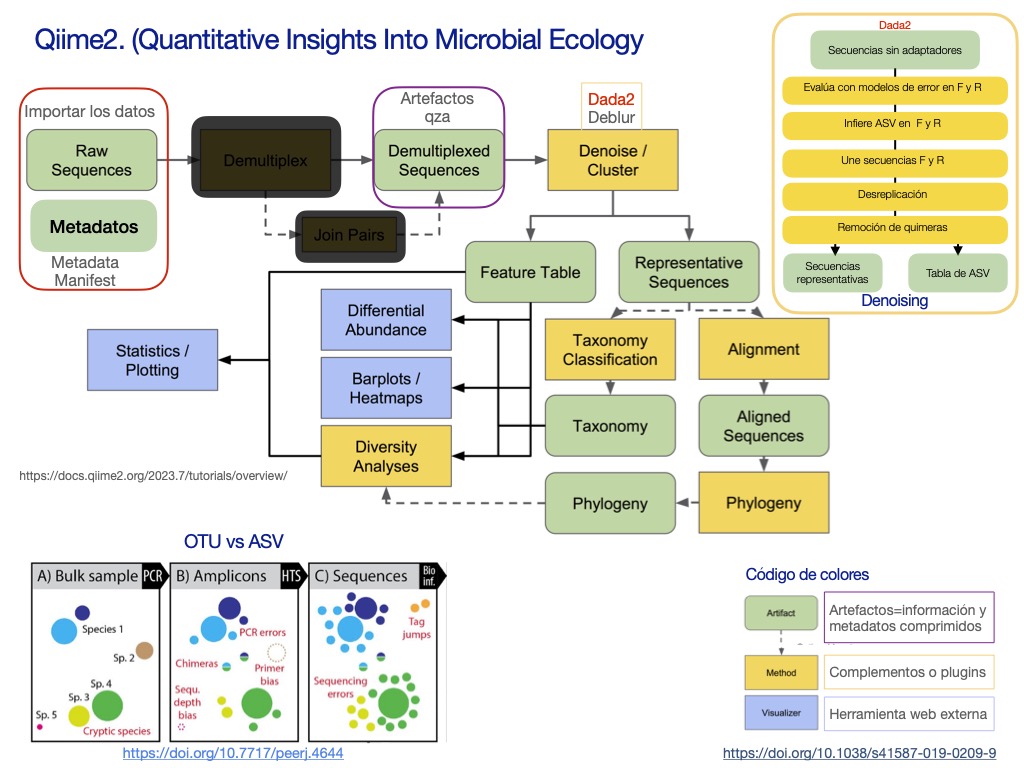 Qiime2. (Quantitative Insights Into Microbial Ecology
Importar los datos
Raw
Sequences
Metadatos
Metadata
Manifest
Demultiplex
Join Pairs
Artefactos
qza
Demultiplexed
Sequences
Dada2
Deblur
Denoise /
Cluster
Feature Table
Representative
Sequences
Differential
Abundance
Barplots /
Heatmaps
Diversity
Analyses
Statistics /
Plotting
Taxonomy
Classification
Taxonomy
Alignment
Aligned
Sequences
Phylogeny
Phylogeny
https://docs.qiime2.org/2023.7/tutorials/overview/
Dada2
Secuencias sin adaptadores
Evalúa con modelos de error en F y R
Infiere ASV en  F y R
Une secuencias F y R
Desreplicación
Remoción de quimeras
Secuencias
representativas
Tabla de ASV
Denoising
OTU vs ASV
A) Bulk sample
PCR
Species 1
Sp. 2
Sp. 4
Sp. 3
Sp. 5
Cryptic species
B) Amplicons
HTS
PCR errors
Chimeras
Primer
bias
Sequ.
depth
bias
C) Sequences
Bio
inf.
Tag
jumps
Sequencing
errors
https://doi.org/10.7717/peerj.4644
Código de colores
Artifact
Artefactos=información y
metadatos comprimidos
Method
Complementos o plugins
Visualizer
Herramienta web externa
https://doi.org/10.1038/s41587-019-0209-9